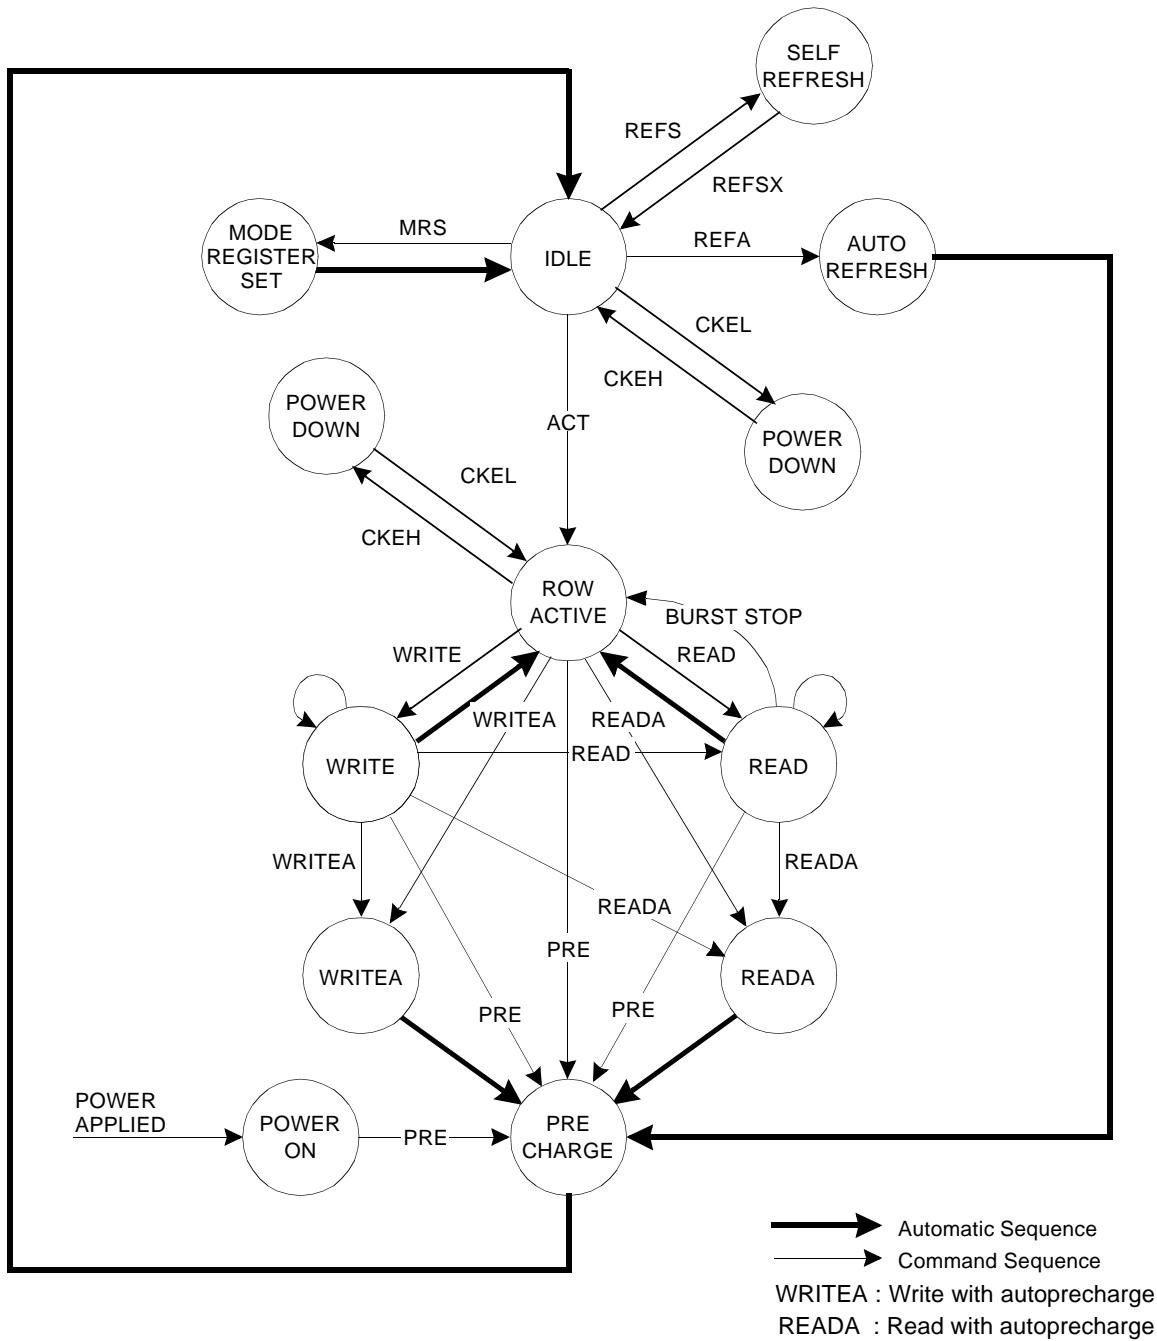 SELF
REFRESH
REFS
REFSX
MODE
REGISTER
SET
MRS
IDLE
REFA
AUTO
REFRESH
CKEL
CKEH
POWER
DOWN
ACT
POWER
DOWN
CKEL
CKEH
ROW
ACTIVE
BURST STOP
WRITE
READ
WRITEA
READA
WRITE
READ
READ
WRITEA
READA
READA
WRITEA
PRE
READA
PRE
PRE
POWER
APPLIED
POWER
ON
PRE
PRE
CHARGE
Automatic Sequence
Command Sequence
WRITEA : Write with autoprecharge
READA : Read with autoprecharge